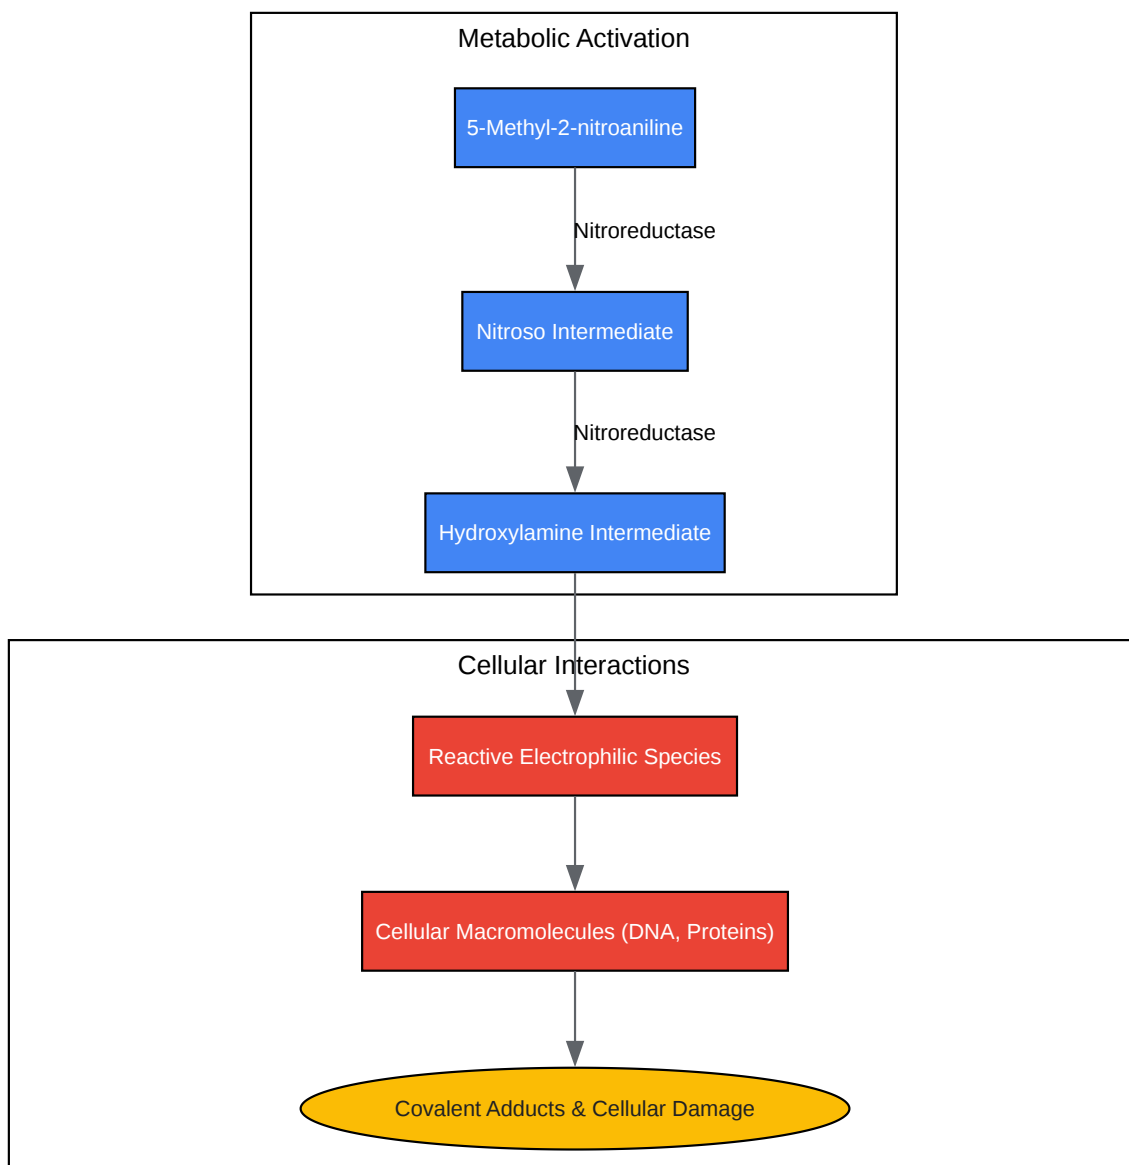 Metabolic Activation
5-Methyl-2-nitroaniline
Nitroreductase
Nitroso Intermediate
Nitroreductase
Hydroxylamine Intermediate
Cellular Interactions
Reactive Electrophilic Species
Cellular Macromolecules (DNA, Proteins)
Covalent Adducts & Cellular Damage